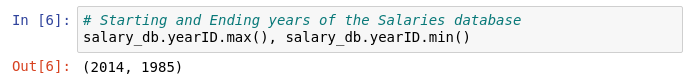 In [6]: # Starting and Ending years of the Salaries database
salary_db.yearID.max(), salary_db.yearID.min()
Out[6]: (2014, 1985)